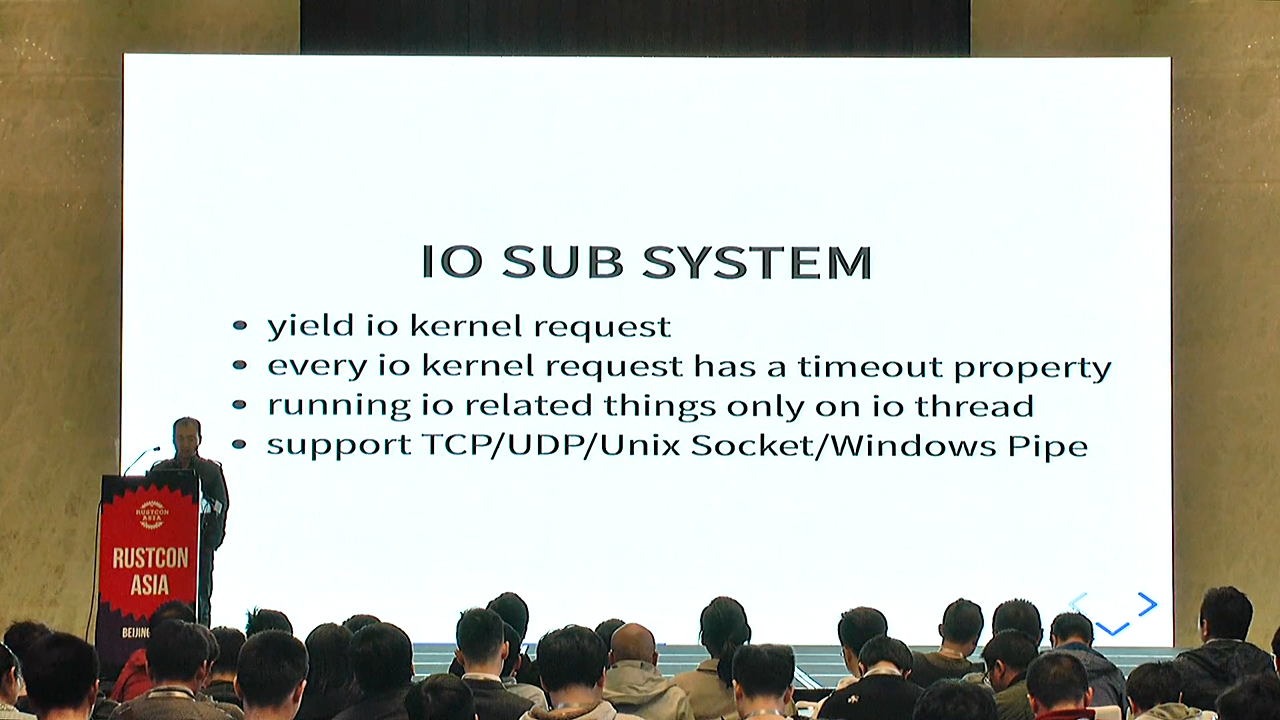 IO SUB SYSTEM
yield io kernel request
every io kernel request has a timeout property
running io related things only on io thread
support TCP/UDP/Unix Socket/Windows Pipe
RUSTCON
ASIA
RUSTCON
ASIA
BEIJING